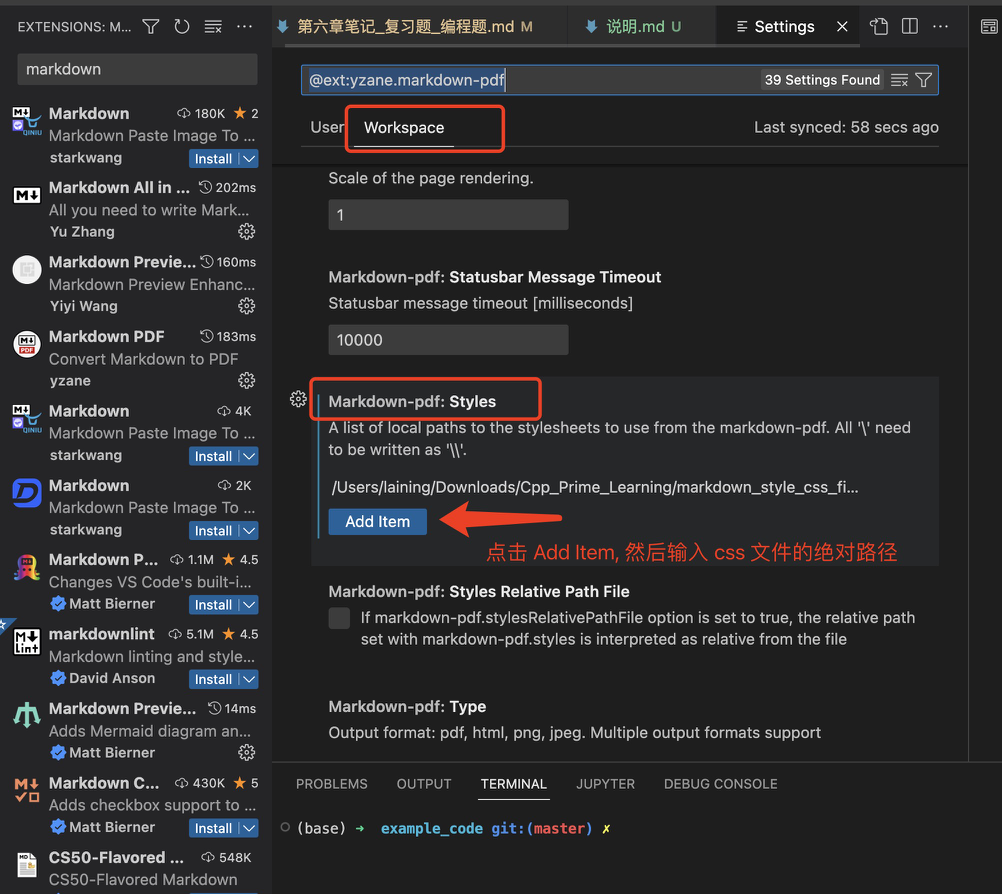 EXTENSIONS: M...
markdown
Markdown 180K 2
Markdown Paste Image To ...
starkwang Install
Markdown All in ... 202ms
All you need to write Mark...
Yu Zhang
Markdown Previe... 160ms
Markdown Preview Enhanc...
Yiyi Wang
Markdown PDF 183ms
Convert Markdown to PDF
yzane
Markdown 4K
Markdown Paste Image To ...
starkwang Install
Markdown 2K
Markdown Paste Image To ...
starkwang Install
Markdown P... 1.1M 4.5
Changes VS Code's built-i...
Matt Bierner Install
markdownlint 5.1M 4.5
Markdown linting and style...
David Anson Install
Markdown Previe... 14ms
Adds Mermaid diagram an...
Matt Bierner
Markdown C... 430K 5
Adds checkbox support to ...
Matt Bierner Install
CS50-Flavored ... 548K
CS50-Flavored Markdown
第六章笔记_复习题_编程题.md M
说明.md U
Settings
@ext:yzane.markdown-pdf 39 Settings Found
User Workspace Last synced: 58 secs ago
Scale of the page rendering.
1
Markdown-pdf: Statusbar Message Timeout
Statusbar message timeout [milliseconds]
10000
Markdown-pdf: Styles
A list of local paths to the stylesheets to use from the markdown-pdf. All '\' need
to be written as '\\'.
/Users/laining/Downloads/Cpp_Prime_Learning/markdown_style_css_fi...
Add Item
点击 Add Item, 然后输入 css 文件的绝对路径
Markdown-pdf: Styles Relative Path File
If markdown-pdf.stylesRelativePathFile option is set to true, the relative path
set with markdown-pdf.styles is interpreted as relative from the file
Markdown-pdf: Type
Output format: pdf, html, png, jpeg. Multiple output formats support
PROBLEMS OUTPUT TERMINAL JUPYTER DEBUG CONSOLE
(base) ➜ example_code git:(master) ✗